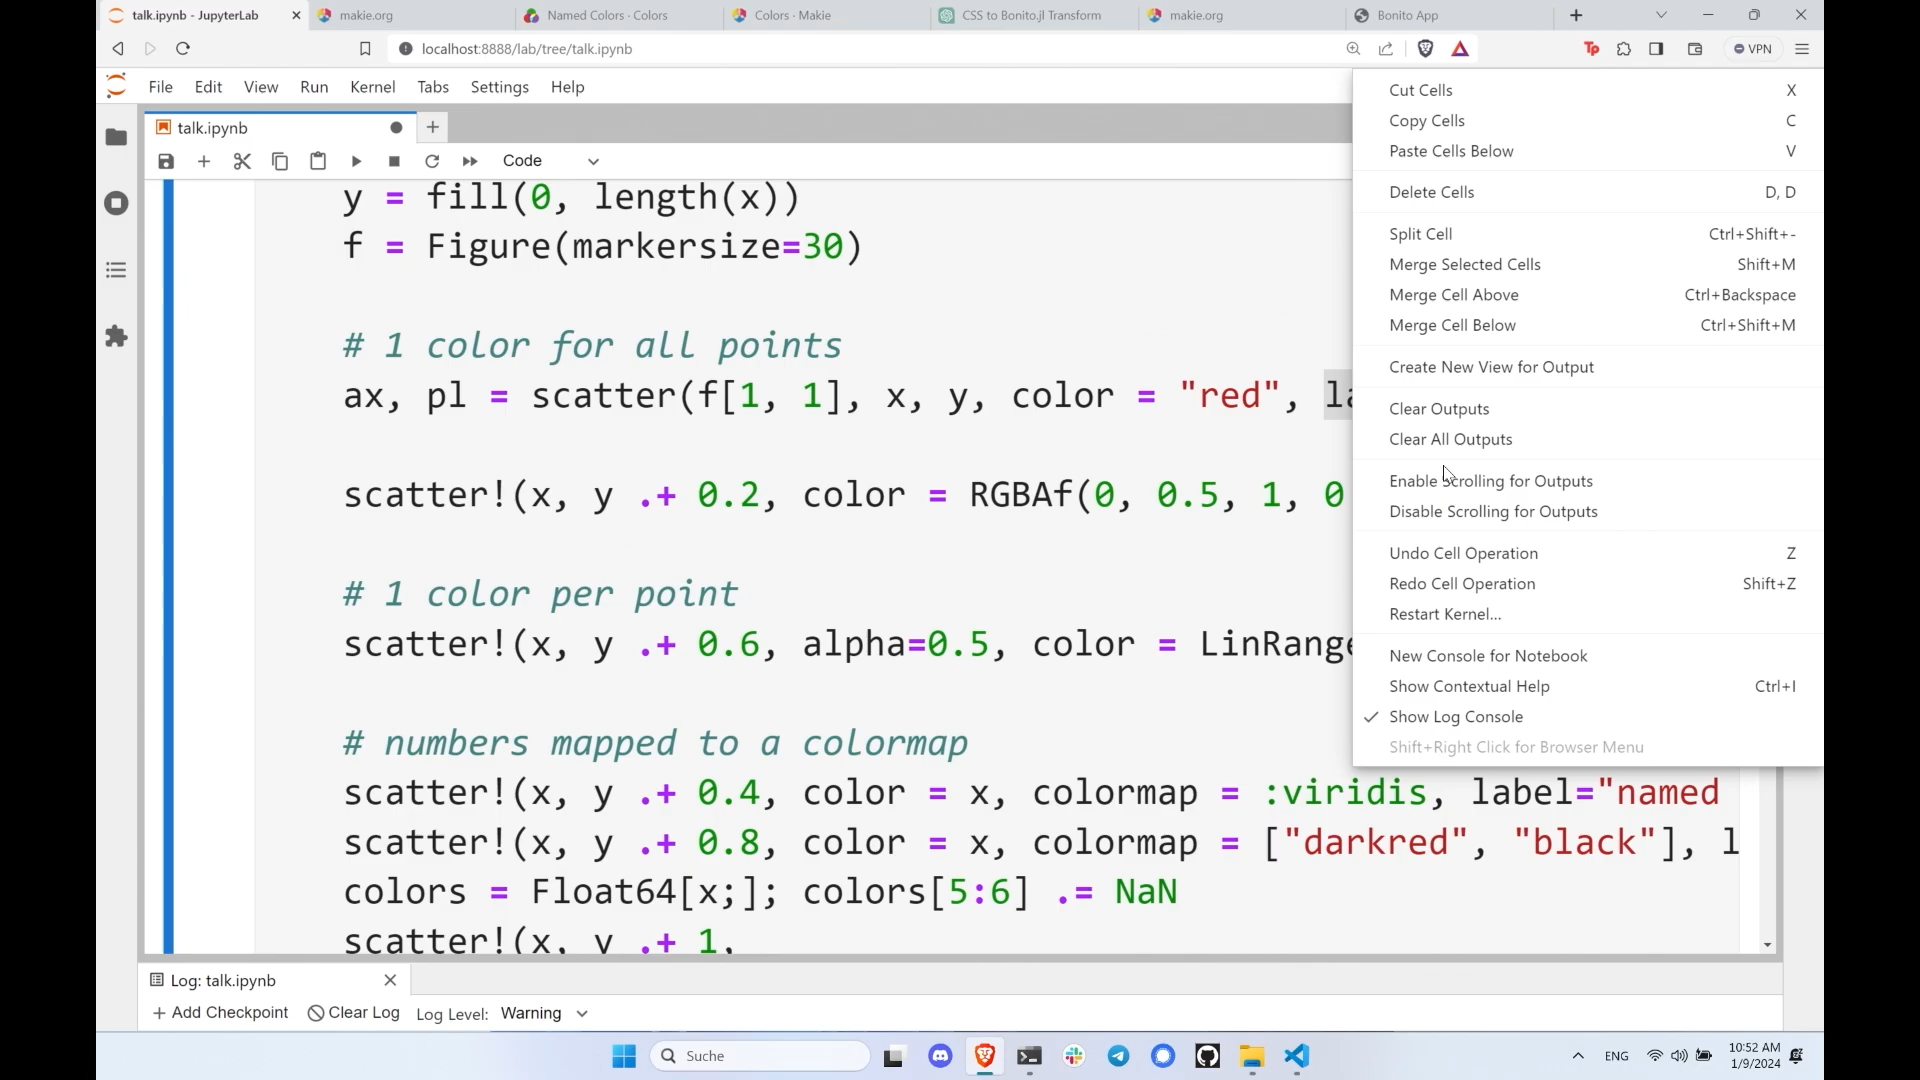 talk.ipynb - JupyterLab
makie.org
Named Colors · Colors
Colors · Makie
CSS to Bonito.jl Transform
makie.org
Bonito App
localhost:8888/lab/tree/talk.ipynb
Tp
VPN
File Edit View Run Kernel Tabs Settings Help
talk.ipynb
Code
y = fill(0, length(x))
f = Figure(markersize=30)
# 1 color for all points
ax, pl = scatter(f[1, 1], x, y, color = "red", la
scatter!(x, y .+ 0.2, color = RGBAf(0, 0.5, 1, 0
# 1 color per point
scatter!(x, y .+ 0.6, alpha=0.5, color = LinRange
# numbers mapped to a colormap
scatter!(x, y .+ 0.4, color = x, colormap = :viridis, label="named
scatter!(x, y .+ 0.8, color = x, colormap = ["darkred", "black"], l
colors = Float64[x;]; colors[5:6] .= NaN
scatter!(x, y .+ 1,
Cut Cells X
Copy Cells C
Paste Cells Below V
Delete Cells D, D
Split Cell Ctrl+Shift+-
Merge Selected Cells Shift+M
Merge Cell Above Ctrl+Backspace
Merge Cell Below Ctrl+Shift+M
Create New View for Output
Clear Outputs
Clear All Outputs
Enable Scrolling for Outputs
Disable Scrolling for Outputs
Undo Cell Operation Z
Redo Cell Operation Shift+Z
Restart Kernel…
New Console for Notebook
Show Contextual Help Ctrl+I
Show Log Console
Shift+Right Click for Browser Menu
Log: talk.ipynb
Add Checkpoint Clear Log Log Level: Warning
Suche
ENG
10:52 AM
1/9/2024